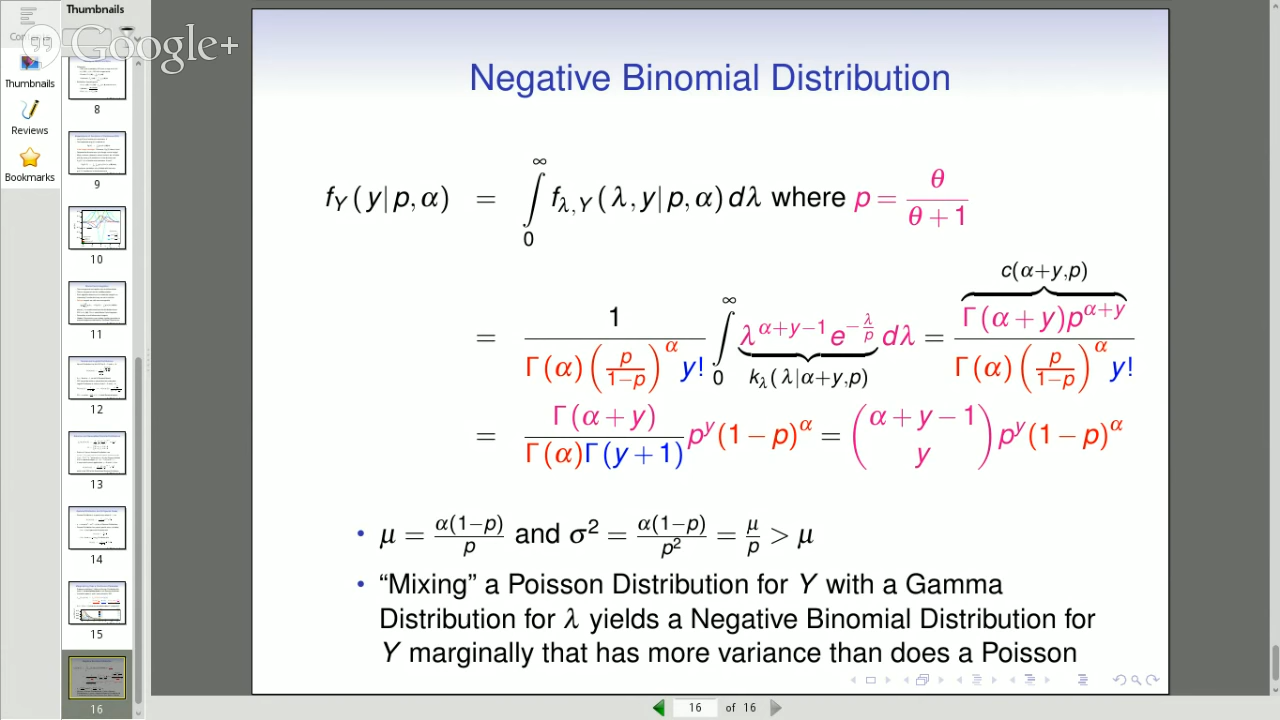 Thumbnails
Google+
Thumbnails
Reviews
Bookmarks
8
9
10
11
12
13
14
15
16
Negative Binomial Distribution
f_Y(y|p,α) = ∫_0^∞ f_{λ,Y}(λ,y|p,α)dλ where p = θ/(θ+1)
= 1/(Γ(α)(p/(1−p))^α y!) ∫_0^∞ λ^{α+y−1} e^{−λ/p} dλ = Γ(α+y)p^{α+y}/(Γ(α)(p/(1−p))^α y!)
c(α+y,p)
k_λ(λ|α+y,p)
= Γ(α+y)/(Γ(α)Γ(y+1)) p^y(1−p)^α = (α+y−1 y) p^y(1−p)^α
• μ = α(1−p)/p and σ² = α(1−p)/p² = μ/p > μ
• “Mixing” a Poisson Distribution for Y with a Gamma
Distribution for λ yields a Negative Binomial Distribution for
Y marginally that has more variance than does a Poisson
16 of 16